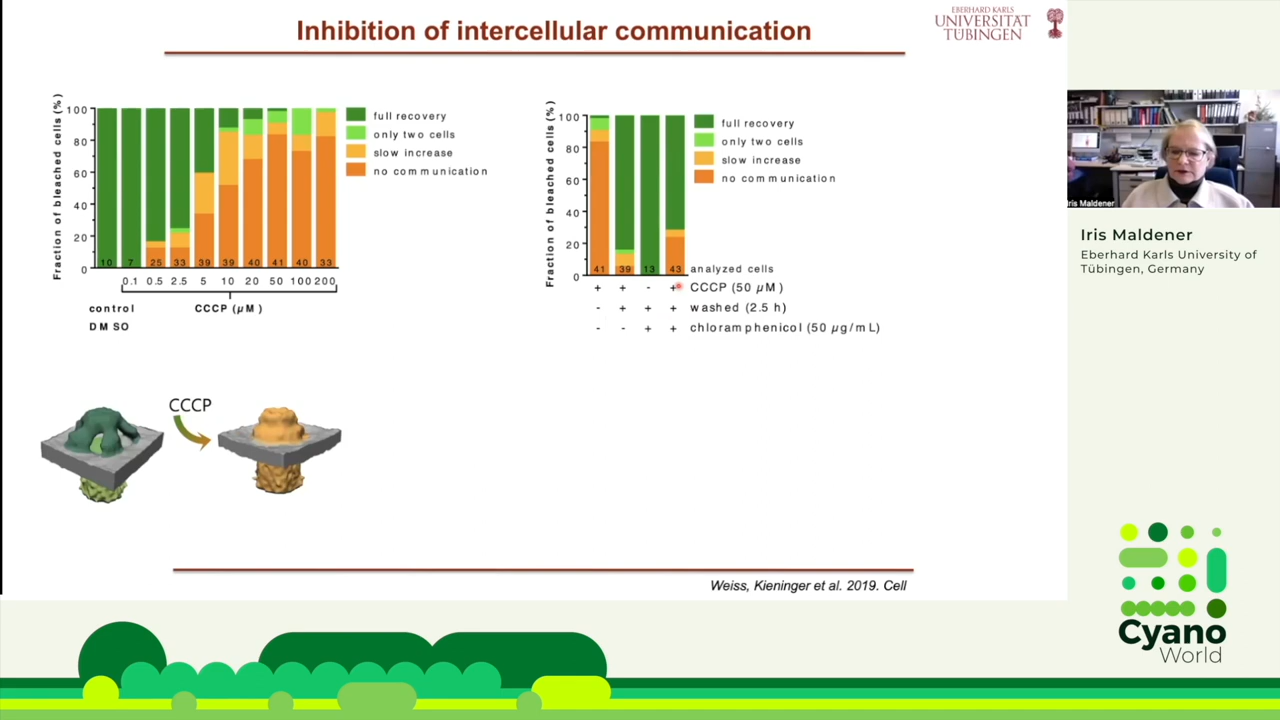 Inhibition of intercellular communication
EBERHARD KARLS
UNIVERSITÄT
TÜBINGEN
Fraction of bleached cells (%)
100
80
60
40
20
0
10 7 25 33 39 39 40 41 40 33
0.1 0.5 2.5 5 10 20 50 100 200
control
DMSO
CCCP (µM)
full recovery
only two cells
slow increase
no communication
Fraction of bleached cells (%)
100
80
60
40
20
0
full recovery
only two cells
slow increase
no communication
41 39 13 43 analyzed cells
+ + - + CCCP (50 µM)
- + + + washed (2.5 h)
- - + + chloramphenicol (50 µg/mL)
CCCP
Weiss, Kieninger et al. 2019. Cell
Iris Maldener
Iris Maldener
Eberhard Karls University of
Tübingen, Germany
Cyano
World